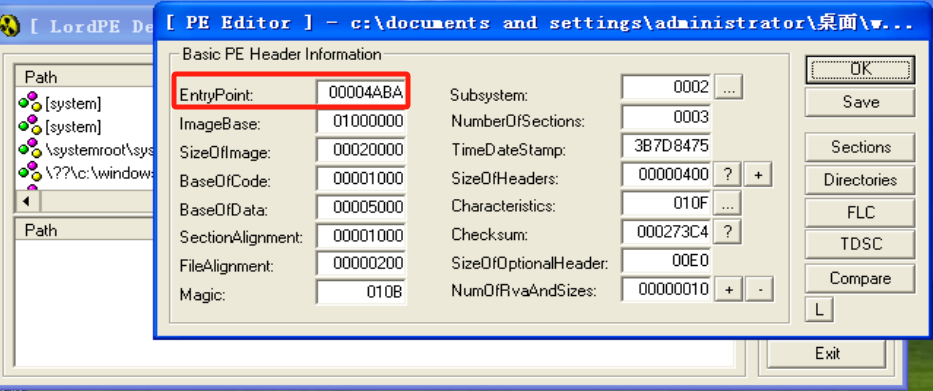 [ LordPE De
[ PE Editor ] - c:\documents and settings\administrator\桌面\w...
Path
[system]
[system]
\systemroot\sys
\??\c:\window
Path
Basic PE Header Information
EntryPoint: 00004ABA
ImageBase: 01000000
SizeOfImage: 00020000
BaseOfCode: 00001000
BaseOfData: 00005000
SectionAlignment: 00001000
FileAlignment: 00000200
Magic: 010B
Subsystem: 0002 ...
NumberOfSections: 0003
TimeDateStamp: 3B7D8475
SizeOfHeaders: 00000400 ? +
Characteristics: 010F ...
Checksum: 000273C4 ?
SizeOfOptionalHeader: 00E0
NumOfRvaAndSizes: 00000010 + -
OK
Save
Sections
Directories
FLC
TDSC
Compare
L
Exit